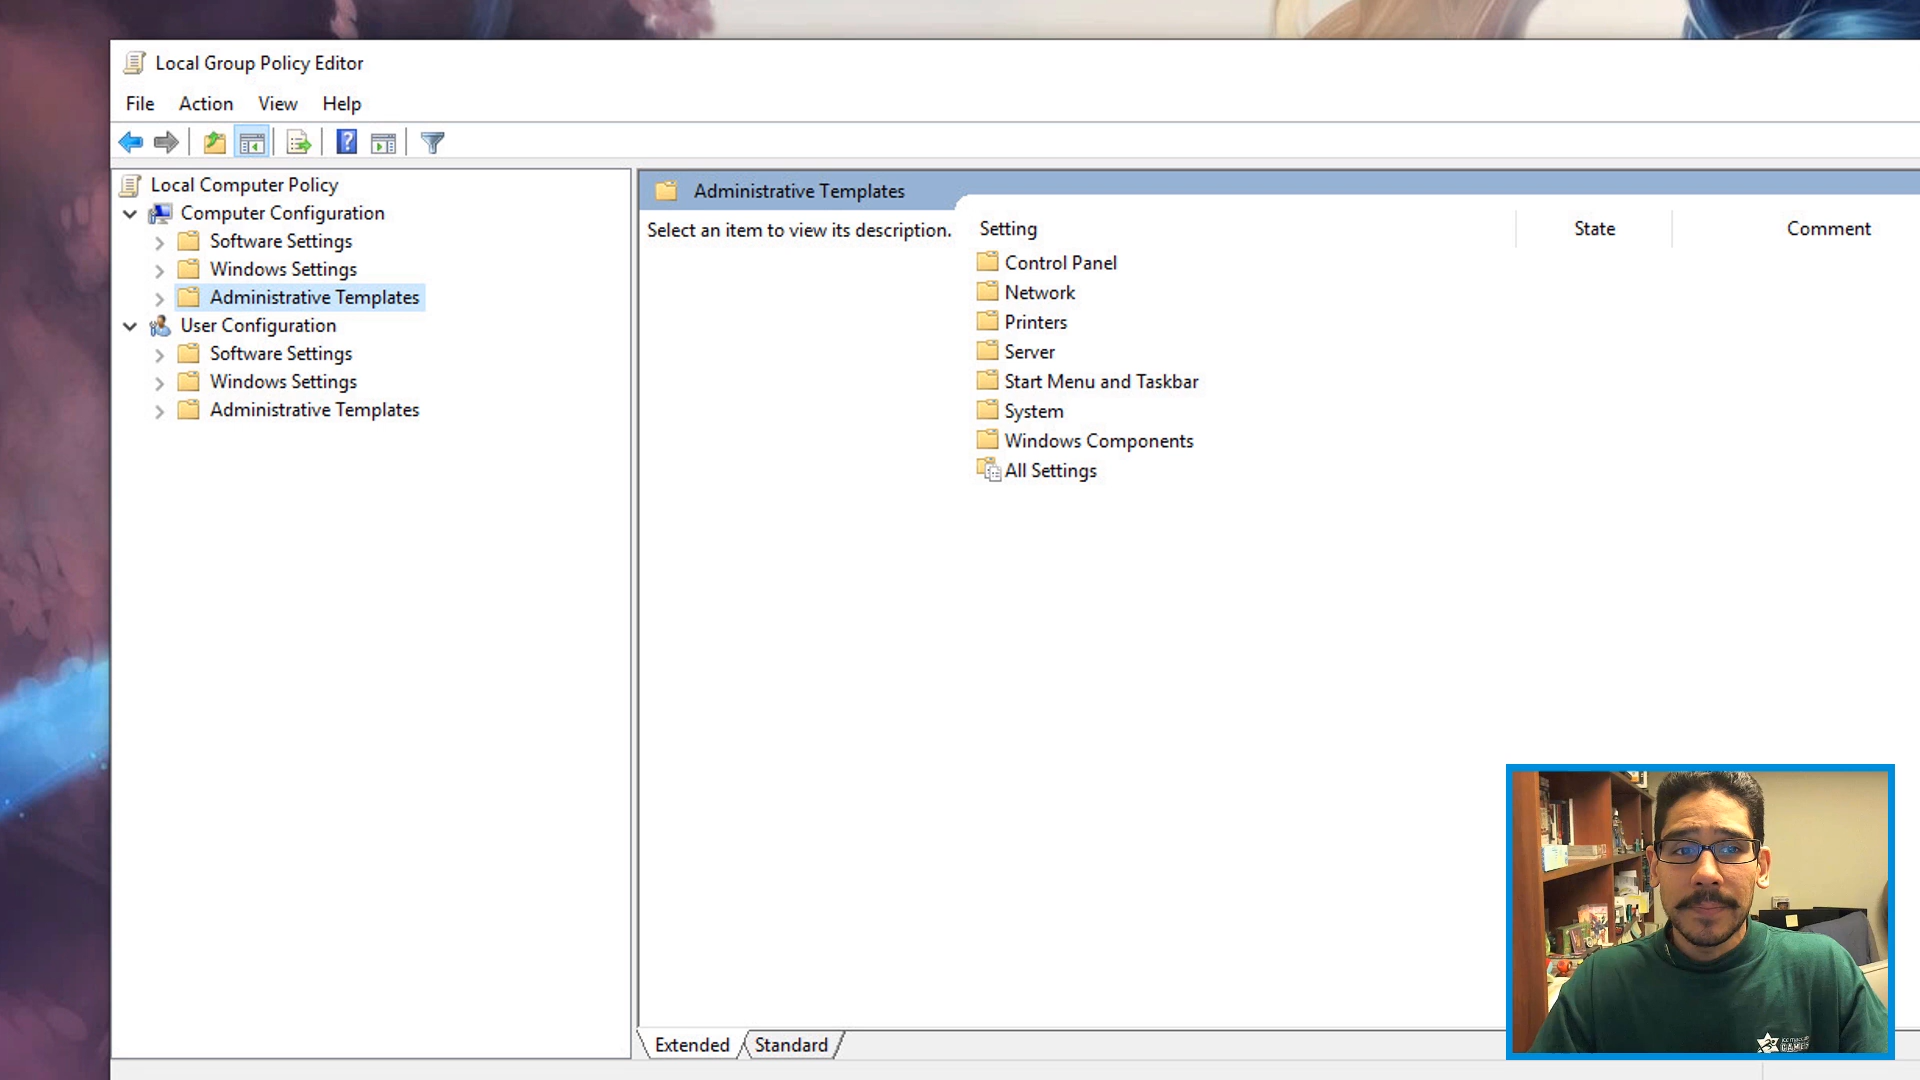 Local Group Policy Editor
File Action View Help
Local Computer Policy
Computer Configuration
Software Settings
Windows Settings
Administrative Templates
User Configuration
Software Settings
Windows Settings
Administrative Templates
Administrative Templates
Select an item to view its description.
Setting State Comment
Control Panel
Network
Printers
Server
Start Menu and Taskbar
System
Windows Components
All Settings
Extended Standard
GAMES